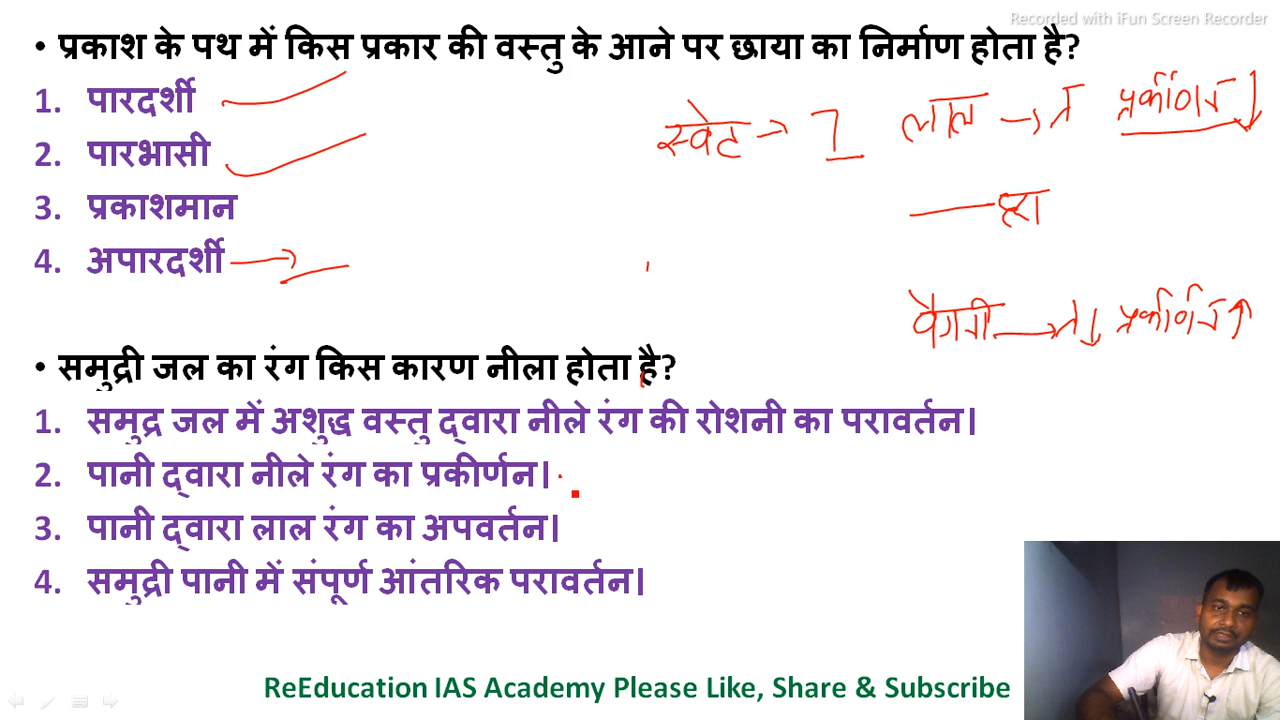 Recorded with iFun Screen Recorder
• प्रकाश के पथ में किस प्रकार की वस्तु के आने पर छाया का निर्माण होता है?
1. पारदर्शी
2. पारभासी
3. प्रकाशमान
4. अपारदर्शी
स्वेट → 7
लाल → त प्रकीर्णन ↓
हरा
बैगनी → त ↓ प्रकीर्णन ↑
• समुद्री जल का रंग किस कारण नीला होता है?
1. समुद्र जल में अशुद्ध वस्तु द्वारा नीले रंग की रोशनी का परावर्तन।
2. पानी द्वारा नीले रंग का प्रकीर्णन।
3. पानी द्वारा लाल रंग का अपवर्तन।
4. समुद्री पानी में संपूर्ण आंतरिक परावर्तन।
ReEducation IAS Academy Please Like, Share & Subscribe